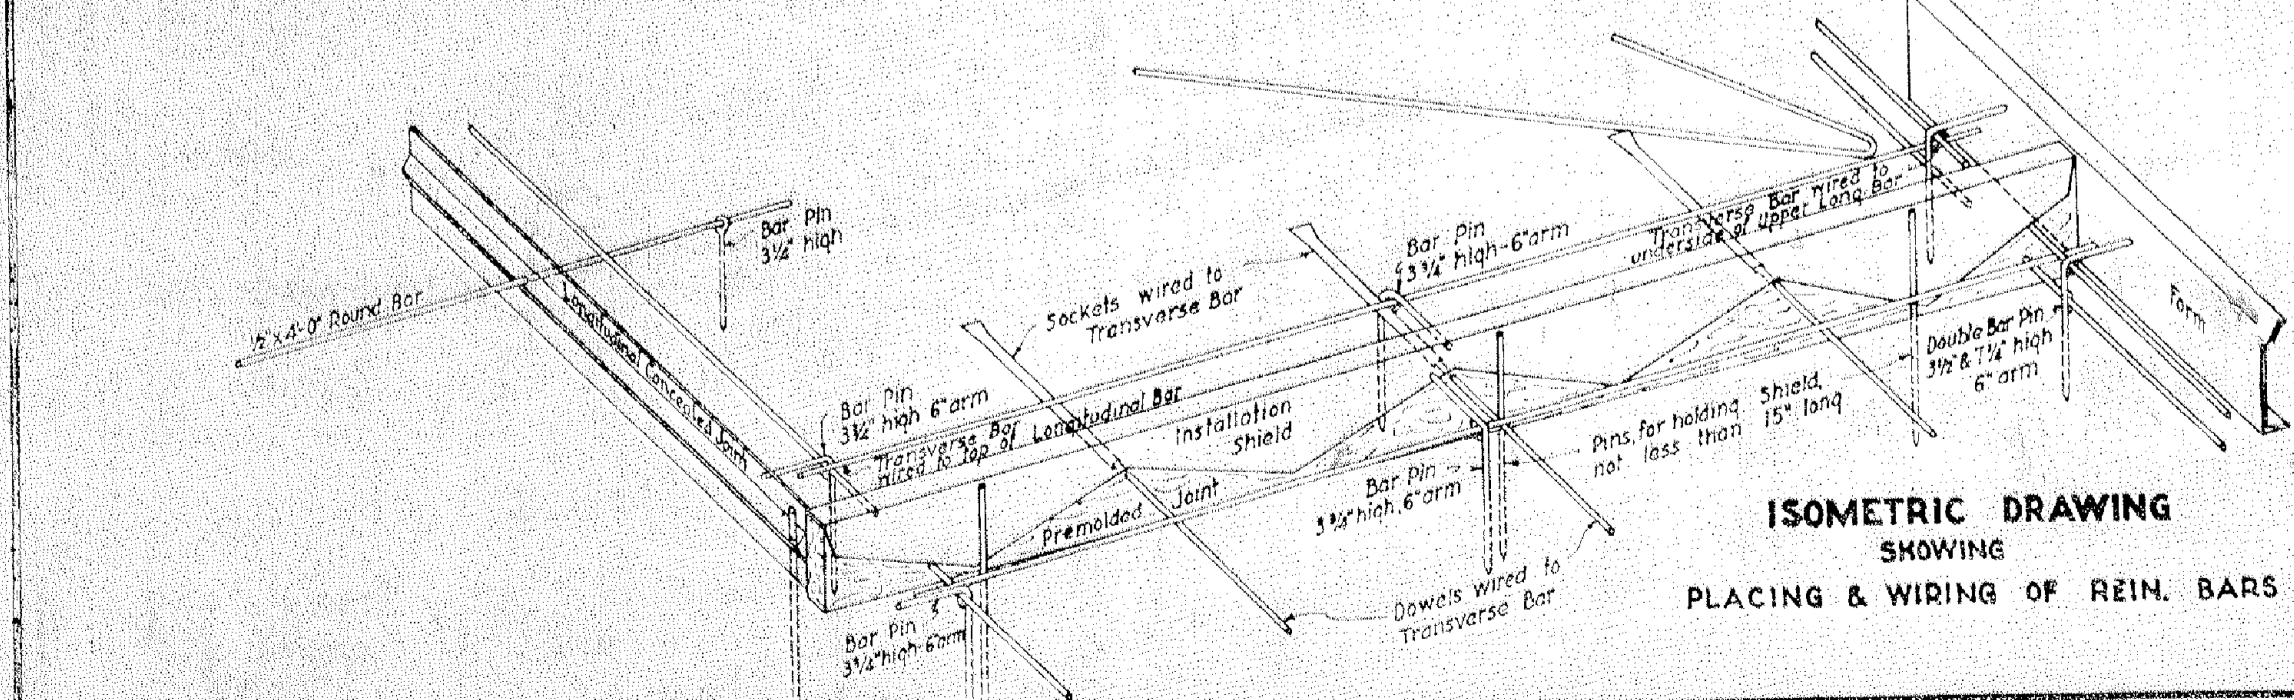 Bar Pin
3¼" high
½" x 4'-0" Round Bar
Longitudinal Concealed Joint
Sockets wired to
Transverse Bar
Bar Pin
3¾" high-6" arm
Transverse Bar wired to
underside of upper Long. Bar
Bar Pin
3½" high 6" arm
Transverse Bar
wired to top of Longitudinal Bar
Installation
Shield
Premolded Joint
Bar Pin
3¾" high, 6" arm
Pins, for holding Shield,
not less than 15" long
Double Bar Pin
3½" & 7¼" high
6" arm
Form
Bar Pin
3¼" high-6" arm
Dowels wired to
Transverse Bar
ISOMETRIC DRAWING
SHOWING
PLACING & WIRING OF REIN. BARS